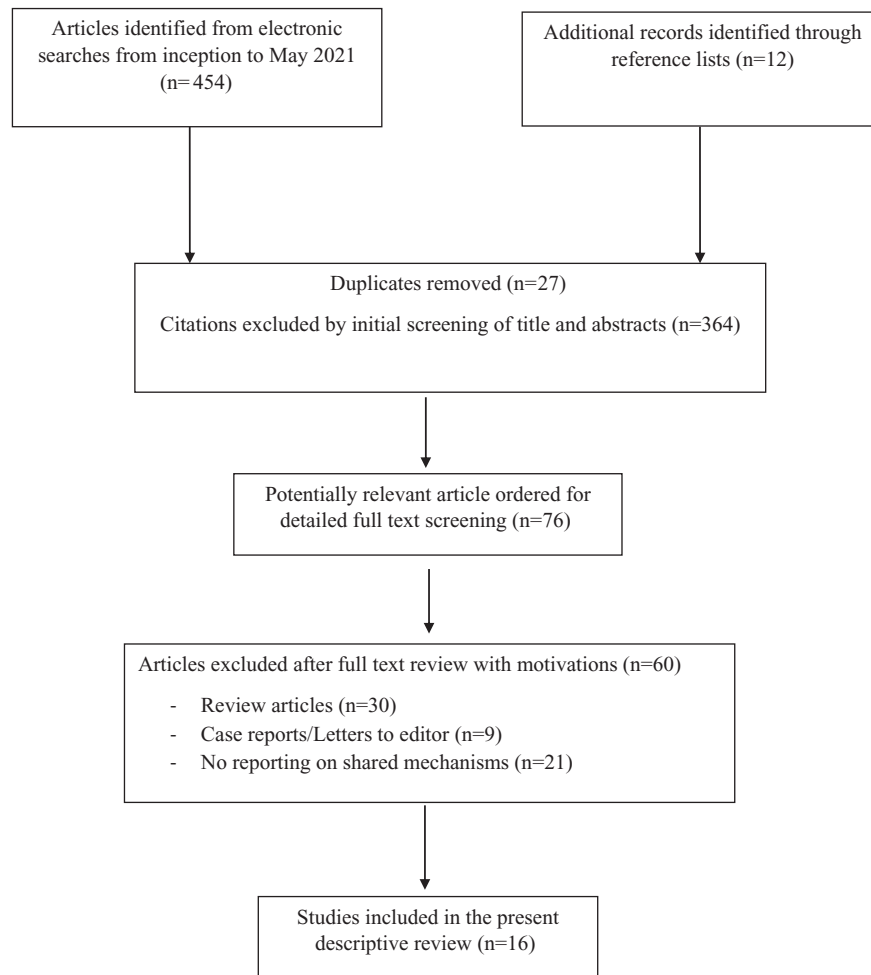 Articles identified from electronic
searches from inception to May 2021
(n=454)
Additional records identified through
reference lists (n=12)
Duplicates removed (n=27)
Citations excluded by initial screening of title and abstracts (n=364)
Potentially relevant article ordered for
detailed full text screening (n=76)
Articles excluded after full text review with motivations (n=60)
- Review articles (n=30)
- Case reports/Letters to editor (n=9)
- No reporting on shared mechanisms (n=21)
Studies included in the present
descriptive review (n=16)